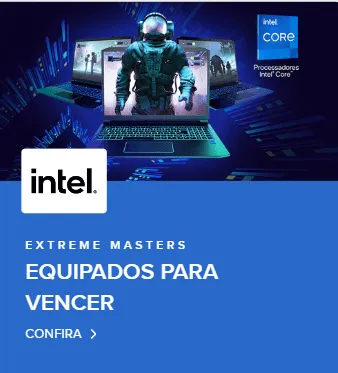 intel
CORE
Processadores
Intel® Core™
intel.
EXTREME MASTERS
EQUIPADOS PARA
VENCER
CONFIRA >